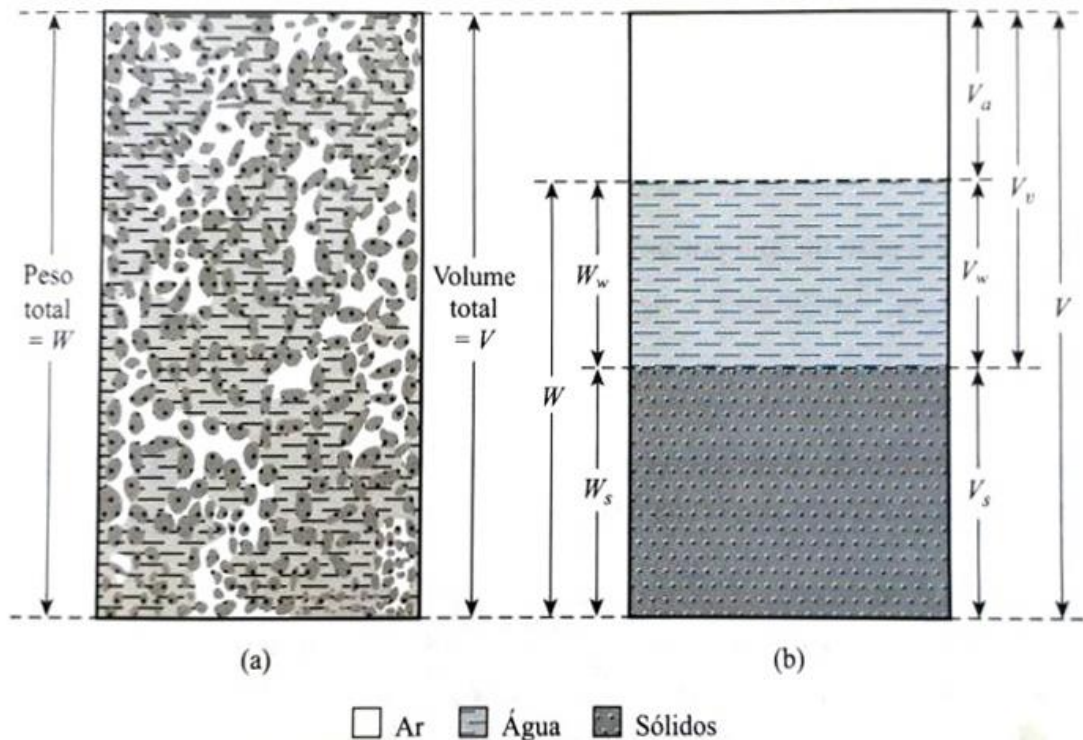 Peso
total
= W
Volume
total
= V
W
W_w
W_s
V_a
V_v
V_w
V_s
V
(a)
(b)
Ar
Água
Sólidos